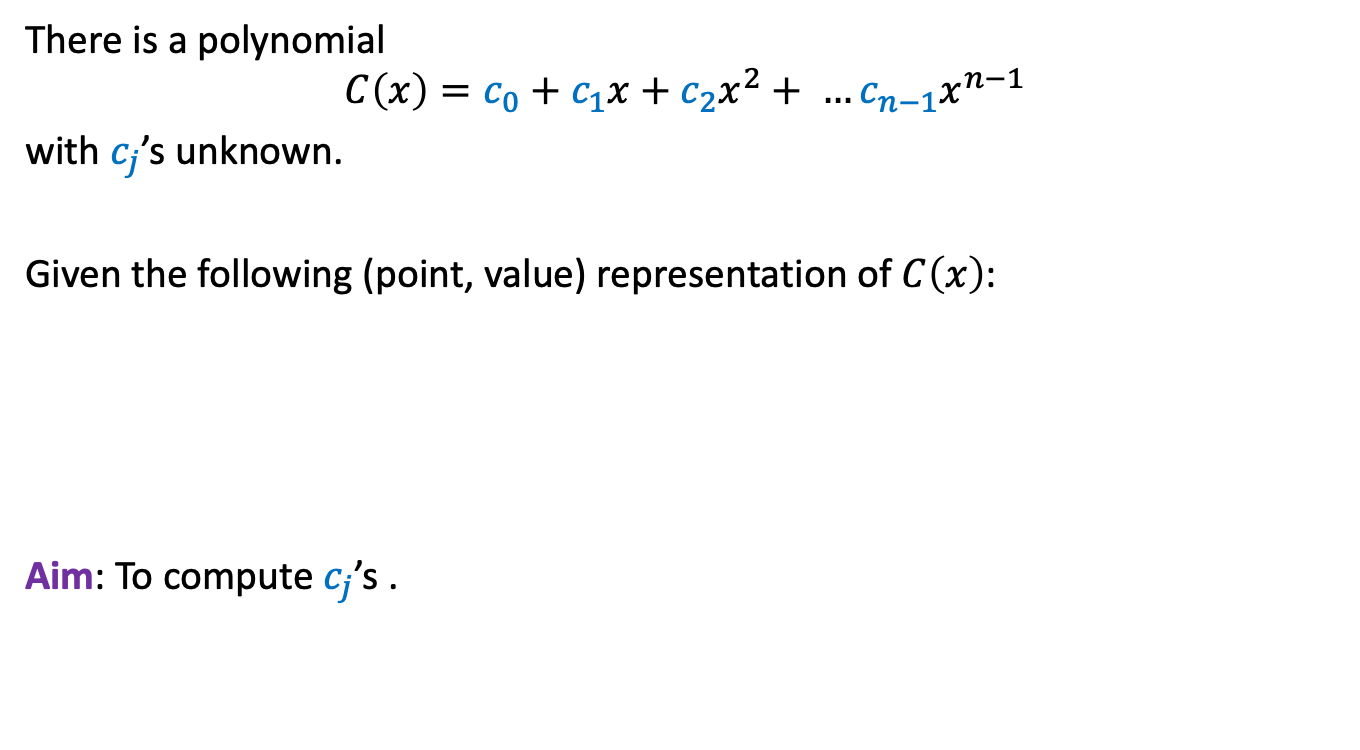 There is a polynomial
C(x) = c₀ + c₁x + c₂x² + … cₙ₋₁xⁿ⁻¹
with cⱼ’s unknown.
Given the following (point, value) representation of C(x):
Aim: To compute cⱼ’s .